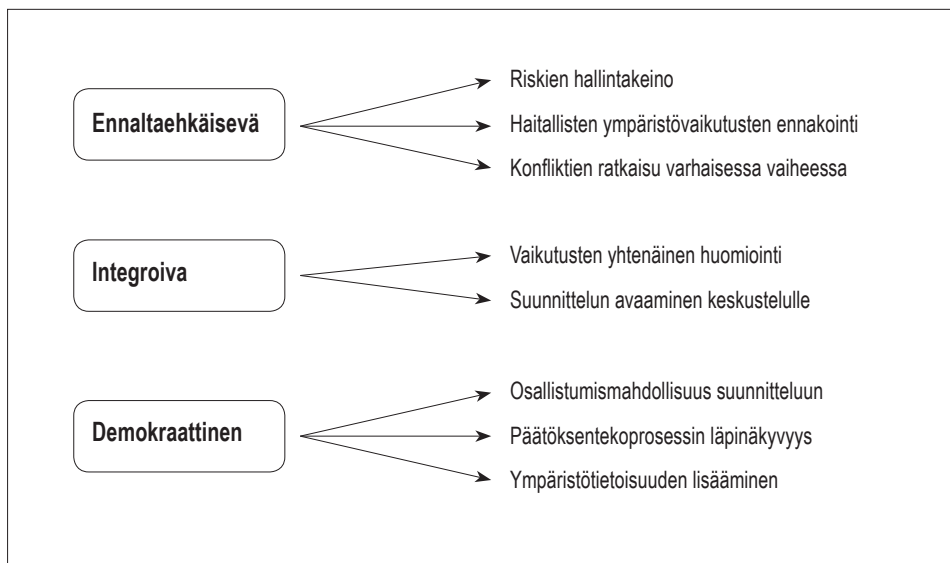 Ennaltaehkäisevä
Riskien hallintakeino
Haitallisten ympäristövaikutusten ennakointi
Konfliktien ratkaisu varhaisessa vaiheessa
Integroiva
Vaikutusten yhtenäinen huomiointi
Suunnittelun avaaminen keskustelulle
Demokraattinen
Osallistumismahdollisuus suunnitteluun
Päätöksentekoprosessin läpinäkyvyys
Ympäristötietoisuuden lisääminen